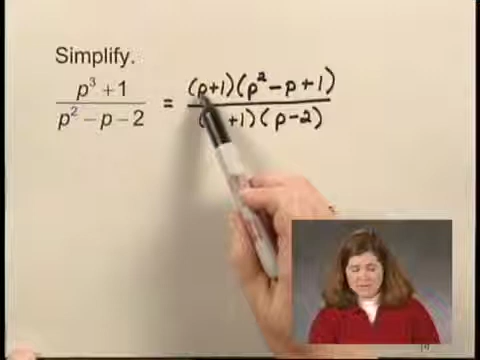 Simplify.
p³ + 1 = (p+1)(p² - p + 1)
p² - p - 2 ( +1)(p-2)